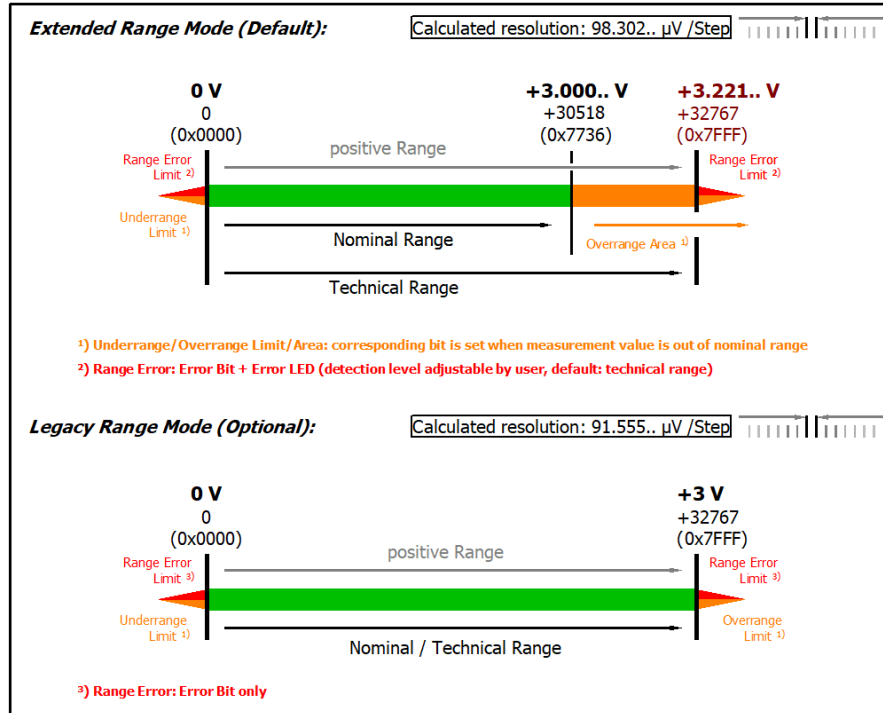 Extended Range Mode (Default):
Calculated resolution: 98.302.. µV /Step
0 V
+3.000.. V
+3.221.. V
0
+30518
+32767
(0x0000)
(0x7736)
(0x7FFF)
positive Range
Range Error
Limit ²⁾
Range Error
Limit ²⁾
Underrange
Limit ¹⁾
Nominal Range
Overrange Area ¹⁾
Technical Range
¹) Underrange/Overrange Limit/Area: corresponding bit is set when measurement value is out of nominal range
²) Range Error: Error Bit + Error LED (detection level adjustable by user, default: technical range)
Legacy Range Mode (Optional):
Calculated resolution: 91.555.. µV /Step
0 V
+3 V
0
+32767
(0x0000)
(0x7FFF)
positive Range
Range Error
Limit ³⁾
Range Error
Limit ³⁾
Underrange
Limit ¹⁾
Overrange
Limit ¹⁾
Nominal / Technical Range
³) Range Error: Error Bit only